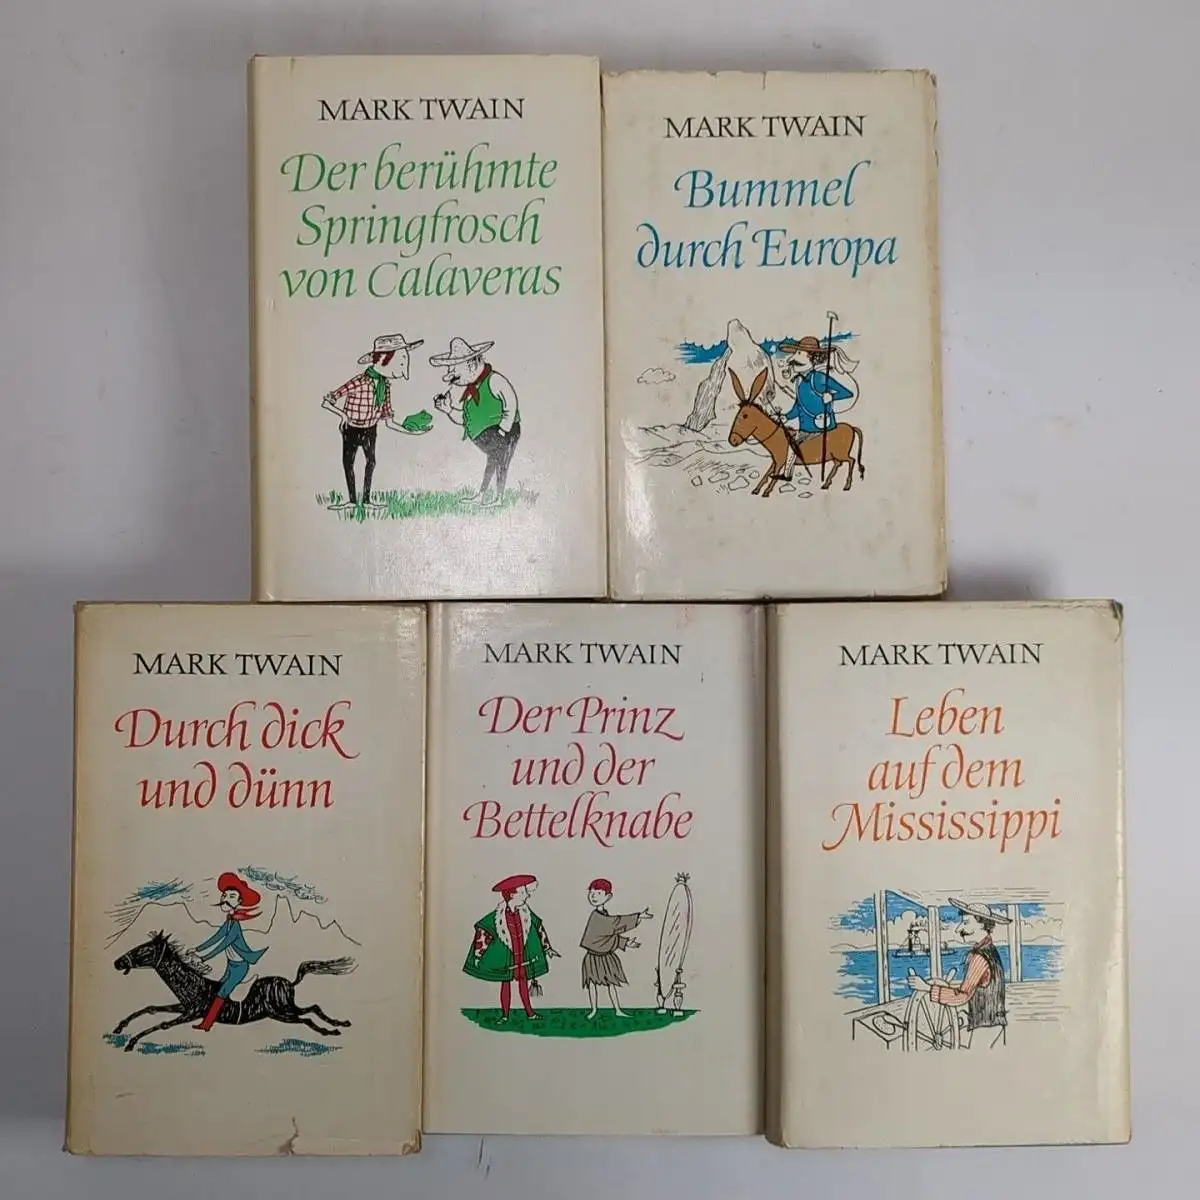 MARK TWAIN
Der berühmte
Springfrosch
von Calaveras
MARK TWAIN
Bummel
durch Europa
MARK TWAIN
Durch dick
und dünn
MARK TWAIN
Der Prinz
und der
Bettelknabe
MARK TWAIN
Leben
auf dem
Mississippi